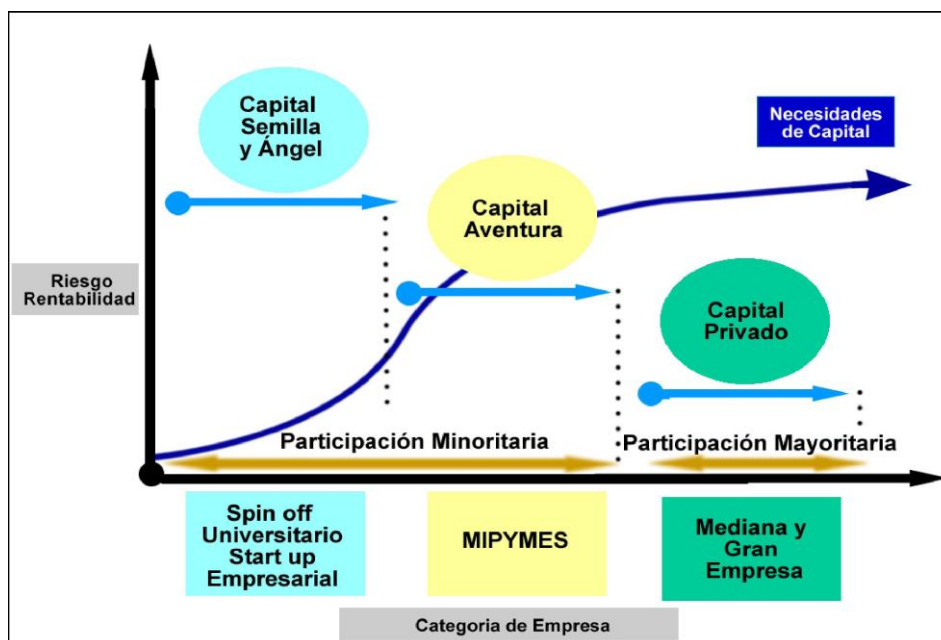 Capital
Semilla
y Ángel
Necesidades
de Capital
Capital
Aventura
Riesgo
Rentabilidad
Capital
Privado
Participación Minoritaria
Participación Mayoritaria
Spin off
Universitario
Start up
Empresarial
MIPYMES
Mediana y
Gran
Empresa
Categoria de Empresa